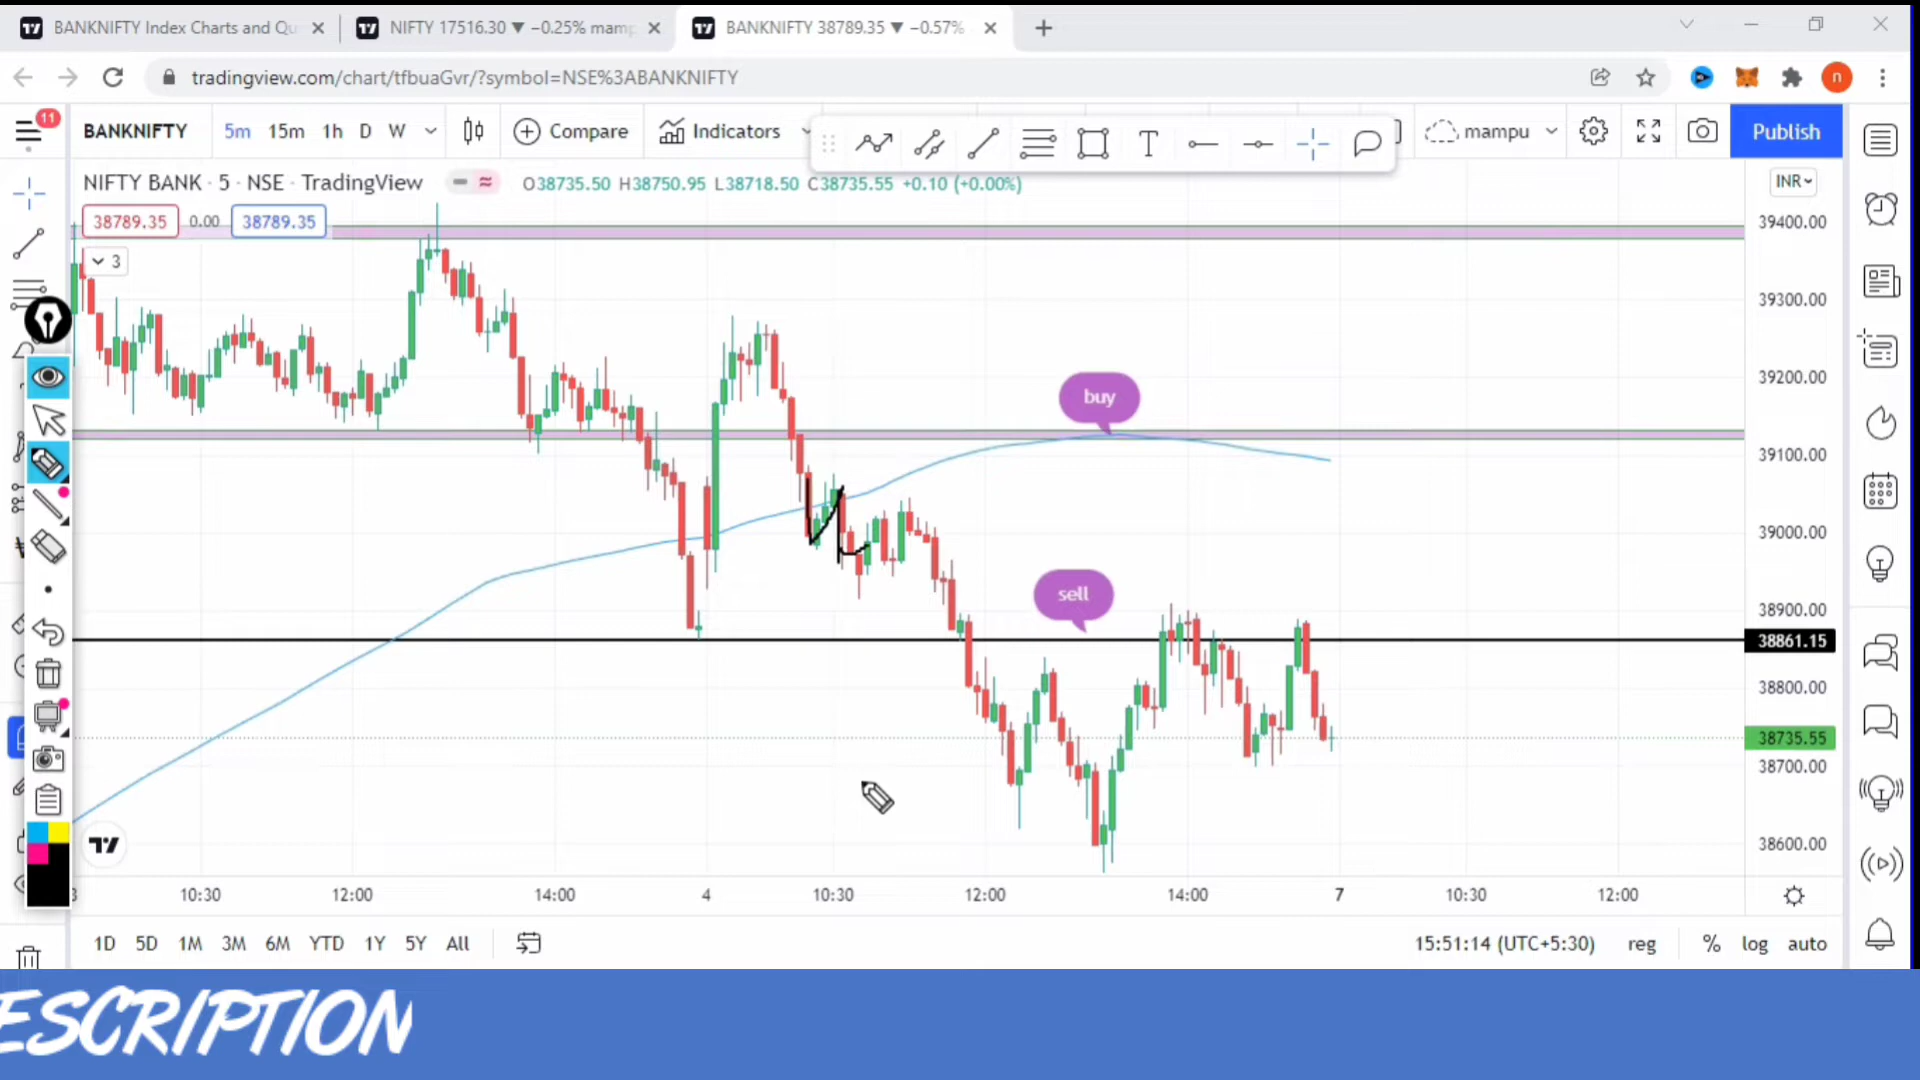 BANKNIFTY Index Charts and Qu
NIFTY 17516.30 ▼ −0.25% mamp
BANKNIFTY 38789.35 ▼ −0.57%
tradingview.com/chart/tfbuaGvr/?symbol=NSE%3ABANKNIFTY
n
11
BANKNIFTY 5m 15m 1h D W Compare Indicators mampu Publish
NIFTY BANK · 5 · NSE · TradingView O38735.50 H38750.95 L38718.50 C38735.55 +0.10 (+0.00%)
INR
38789.35 0.00 38789.35
3
39400.00
39300.00
39200.00
buy
39100.00
39000.00
sell
38900.00
38861.15
38800.00
38735.55
38700.00
38600.00
3 10:30 12:00 14:00 4 10:30 12:00 14:00 7 10:30 12:00
1D 5D 1M 3M 6M YTD 1Y 5Y All 15:51:14 (UTC+5:30) reg % log auto
ESCRIPTION